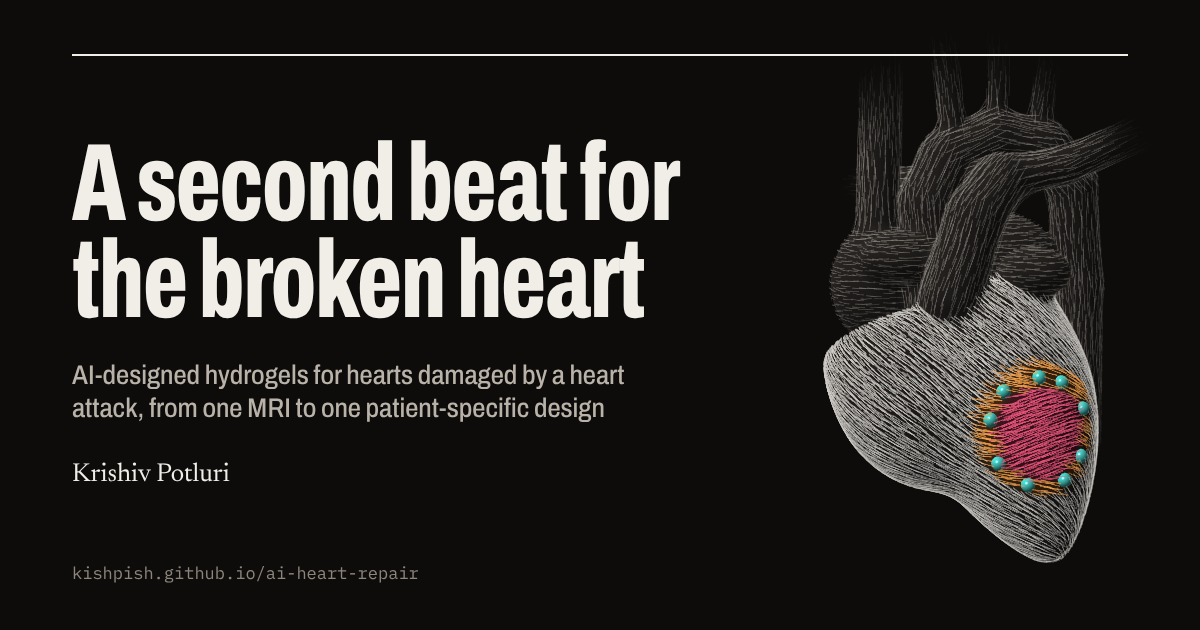 A second beat for
the broken heart
AI-designed hydrogels for hearts damaged by a heart
attack, from one MRI to one patient-specific design
Krishiv Potluri
kishpish.github.io/ai-heart-repair